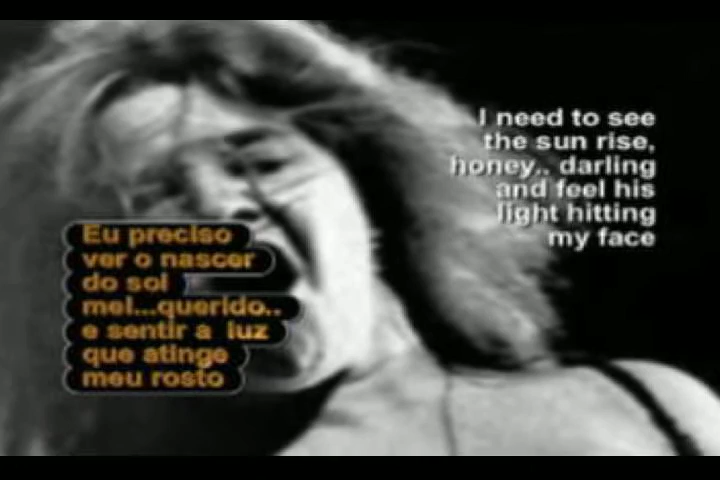 I need to see
the sun rise,
honey.. darling
and feel his
light hitting
my face
Eu preciso
ver o nascer
do sol
mel...querido..
e sentir a luz
que atinge
meu rosto